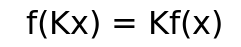 f(Kx) = Kf(x)